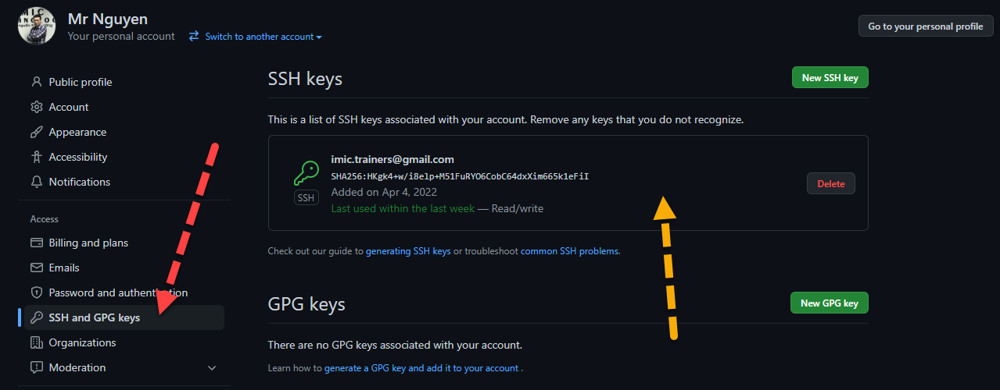 Mr Nguyen
Your personal account
Switch to another account
Go to your personal profile
Public profile
Account
Appearance
Accessibility
Notifications
Access
Billing and plans
Emails
Password and authentication
SSH and GPG keys
Organizations
Moderation
SSH keys
New SSH key
This is a list of SSH keys associated with your account. Remove any keys that you do not recognize.
SSH
imic.trainers@gmail.com
SHA256:HKgk4+w/i8elp+M51FuRYO6CobC64dxXim665k1eFiI
Added on Apr 4, 2022
Last used within the last week — Read/write
Delete
Check out our guide to generating SSH keys or troubleshoot common SSH problems.
GPG keys
New GPG key
There are no GPG keys associated with your account.
Learn how to generate a GPG key and add it to your account .